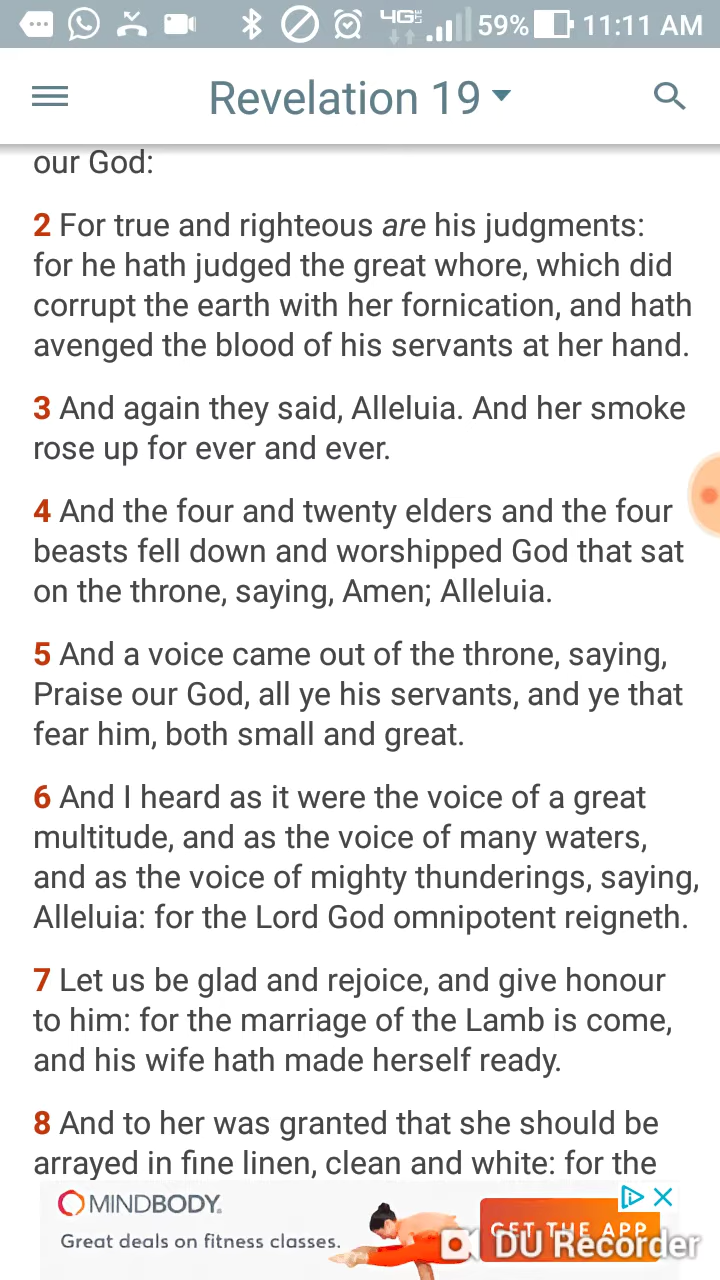 59% 11:11 AM
4G
Revelation 19
our God:
2 For true and righteous are his judgments:
for he hath judged the great whore, which did
corrupt the earth with her fornication, and hath
avenged the blood of his servants at her hand.
3 And again they said, Alleluia. And her smoke
rose up for ever and ever.
4 And the four and twenty elders and the four
beasts fell down and worshipped God that sat
on the throne, saying, Amen; Alleluia.
5 And a voice came out of the throne, saying,
Praise our God, all ye his servants, and ye that
fear him, both small and great.
6 And I heard as it were the voice of a great
multitude, and as the voice of many waters,
and as the voice of mighty thunderings, saying,
Alleluia: for the Lord God omnipotent reigneth.
7 Let us be glad and rejoice, and give honour
to him: for the marriage of the Lamb is come,
and his wife hath made herself ready.
8 And to her was granted that she should be
arrayed in fine linen, clean and white: for the
MINDBODY
Great deals on fitness classes.
GET THE APP
DU Recorder